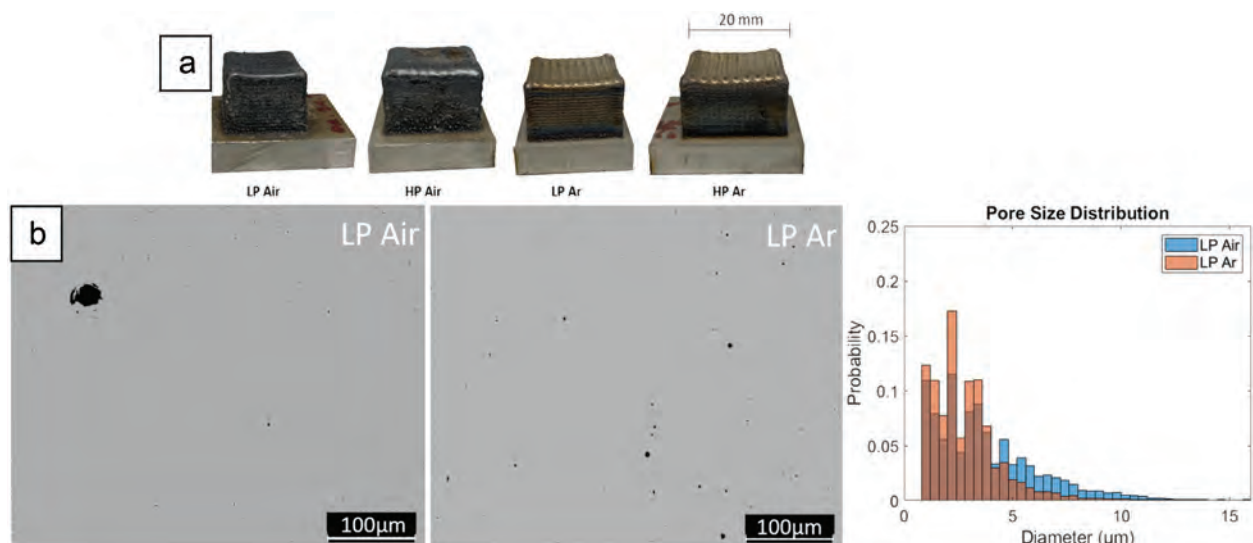 a
20 mm
LP Air
HP Air
LP Ar
HP Ar
b
LP Air
100µm
LP Ar
100µm
Pore Size Distribution
LP Air
LP Ar
0.25
0.2
0.15
0.1
0.05
0
Probability
0
5
10
15
Diameter (µm)